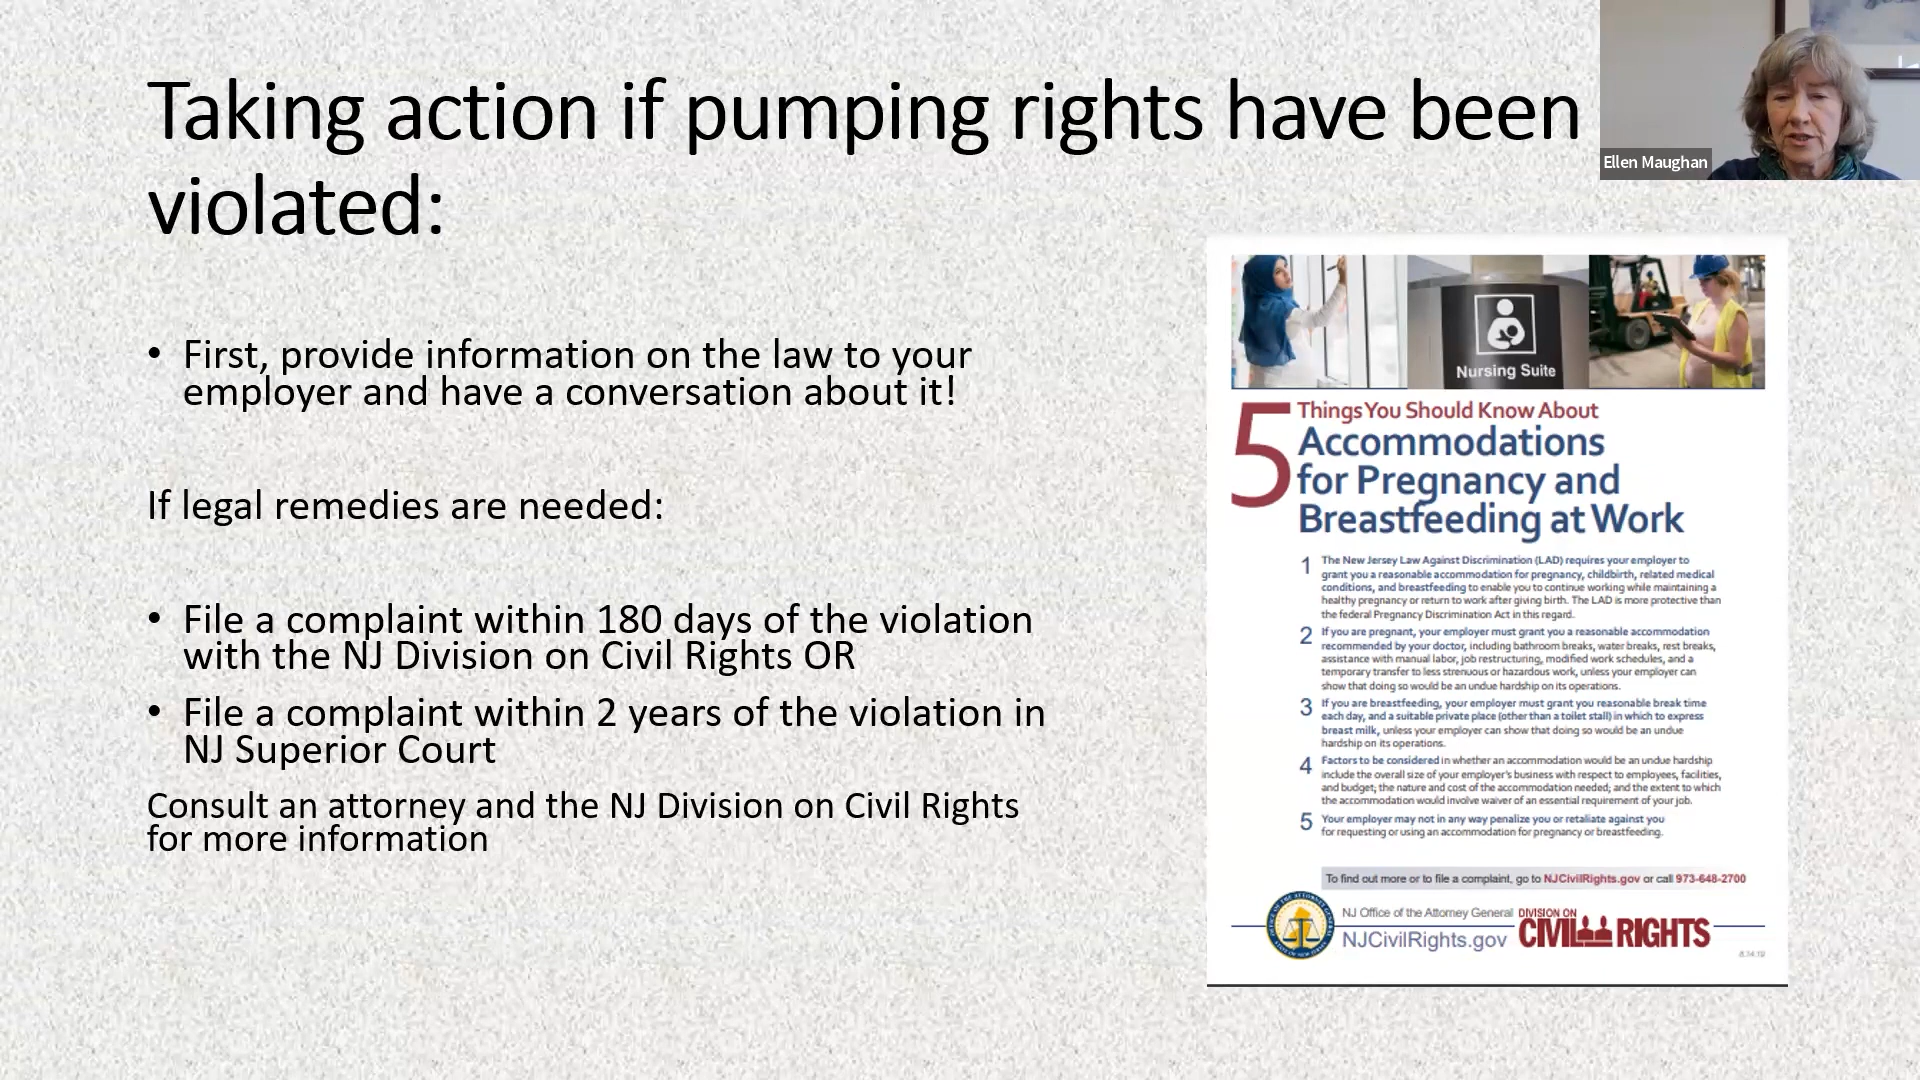 Taking action if pumping rights have been
violated:
Ellen Maughan
• First, provide information on the law to your
employer and have a conversation about it!
If legal remedies are needed:
• File a complaint within 180 days of the violation
with the NJ Division on Civil Rights OR
• File a complaint within 2 years of the violation in
NJ Superior Court
Consult an attorney and the NJ Division on Civil Rights
for more information
Nursing Suite
5 Things You Should Know About
Accommodations
for Pregnancy and
Breastfeeding at Work
1 The New Jersey Law Against Discrimination (LAD) requires your employer to
grant you a reasonable accommodation for pregnancy, childbirth, related medical
conditions, and breastfeeding to enable you to continue working while maintaining a
healthy pregnancy or return to work after giving birth. The LAD is more protective than
the federal Pregnancy Discrimination Act in this regard.
2 If you are pregnant, your employer must grant you a reasonable accommodation
recommended by your doctor, including bathroom breaks, water breaks, rest breaks,
assistance with manual labor, job restructuring, modified work schedules, and a
temporary transfer to less strenuous or hazardous work, unless your employer can
show that doing so would be an undue hardship on its operations.
3 If you are breastfeeding, your employer must grant you reasonable break time
each day, and a suitable private place (other than a toilet stall) in which to express
breast milk, unless your employer can show that doing so would be an undue
hardship on its operations.
4 Factors to be considered in whether an accommodation would be an undue hardship
include the overall size of your employer's business with respect to employees, facilities,
and budget; the nature and cost of the accommodation needed; and the extent to which
the accommodation would involve waiver of an essential requirement of your job.
5 Your employer may not in any way penalize you or retaliate against you
for requesting or using an accommodation for pregnancy or breastfeeding.
To find out more or to file a complaint, go to NJCivilRights.gov or call 973-648-2700
NJ Office of the Attorney General
NJCivilRights.gov
DIVISION ON
CIVIL RIGHTS
8.14.19